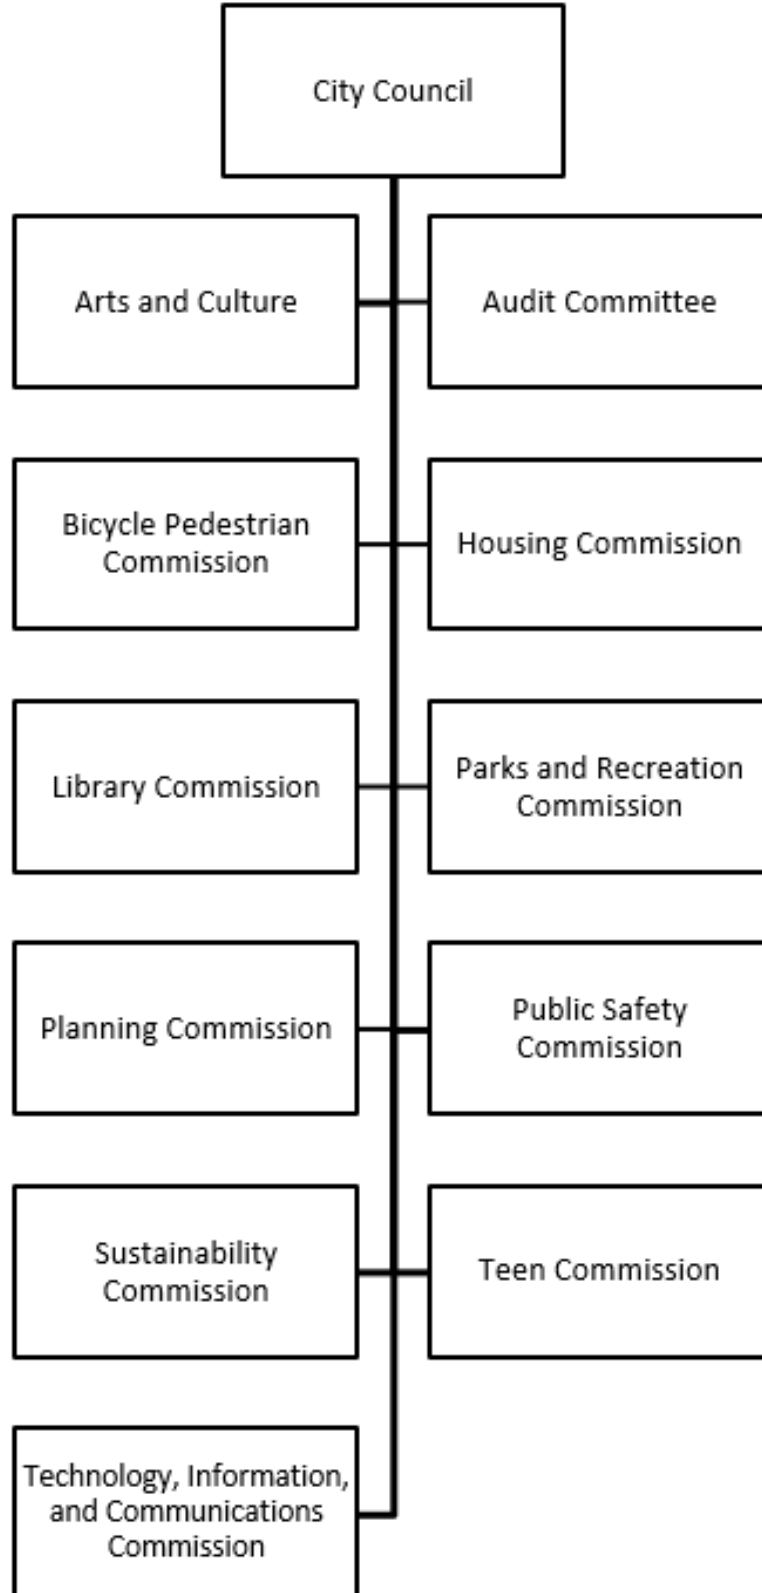 City Council
Arts and Culture
Audit Committee
Bicycle Pedestrian
Commission
Housing Commission
Library Commission
Parks and Recreation
Commission
Planning Commission
Public Safety
Commission
Sustainability
Commission
Teen Commission
Technology, Information,
and Communications
Commission